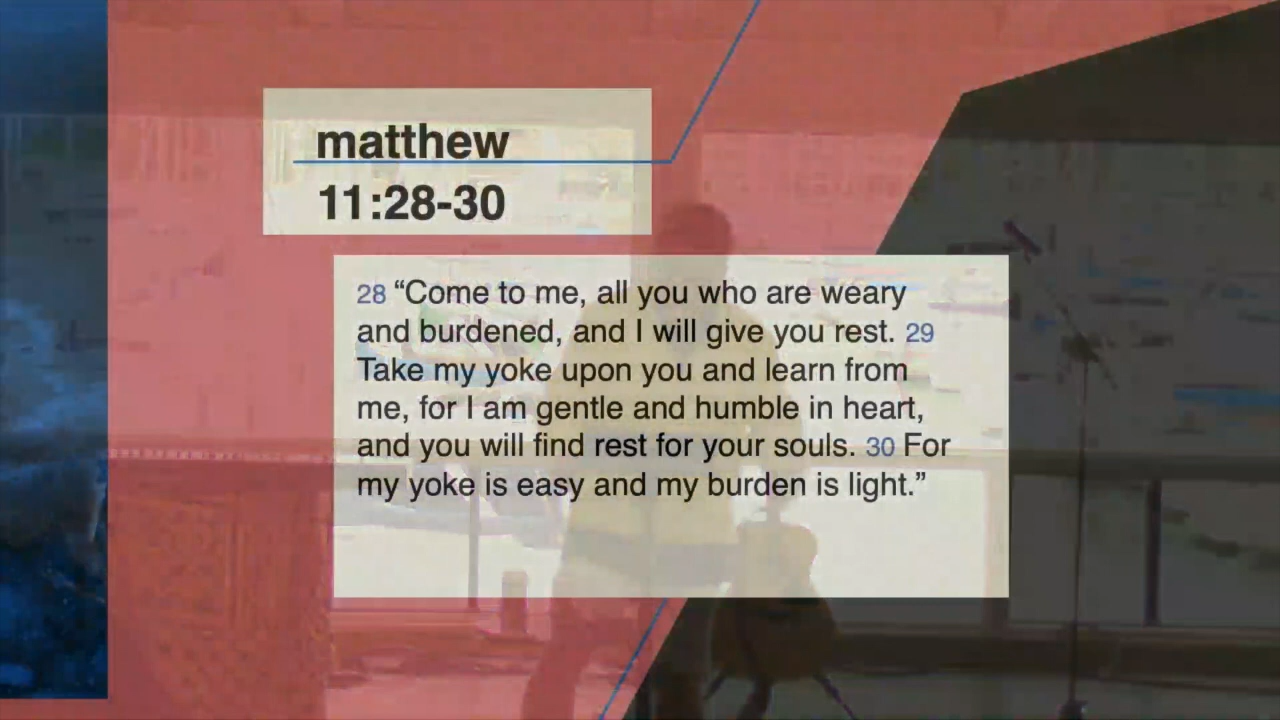 matthew
11:28-30
28 “Come to me, all you who are weary
and burdened, and I will give you rest. 29
Take my yoke upon you and learn from
me, for I am gentle and humble in heart,
and you will find rest for your souls. 30 For
my yoke is easy and my burden is light.”